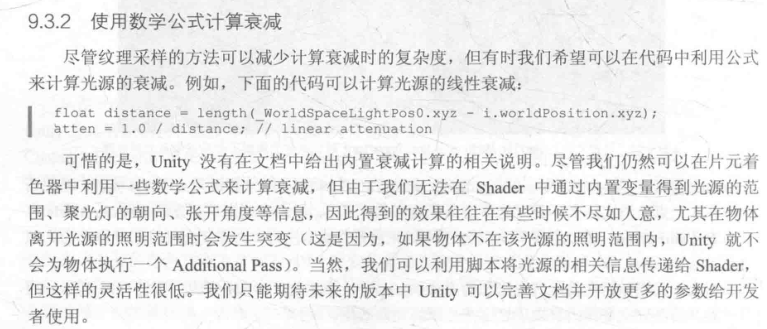 9.3.2 使用数学公式计算衰减
尽管纹理采样的方法可以减少计算衰减时的复杂度，但有时我们希望可以在代码中利用公式
来计算光源的衰减。例如，下面的代码可以计算光源的线性衰减：
float distance = length(_WorldSpaceLightPos0.xyz - i.worldPosition.xyz);
atten = 1.0 / distance; // linear attenuation
可惜的是，Unity 没有在文档中给出内置衰减计算的相关说明。尽管我们仍然可以在片元着
色器中利用一些数学公式来计算衰减，但由于我们无法在 Shader 中通过内置变量得到光源的范
围、聚光灯的朝向、张开角度等信息，因此得到的效果往往在有些时候不尽如人意，尤其在物体
离开光源的照明范围时会发生突变（这是因为，如果物体不在该光源的照明范围内，Unity 就不
会为物体执行一个 Additional Pass）。当然，我们可以利用脚本将光源的相关信息传递给 Shader，
但这样的灵活性很低。我们只能期待未来的版本中 Unity 可以完善文档并开放更多的参数给开发
者使用。